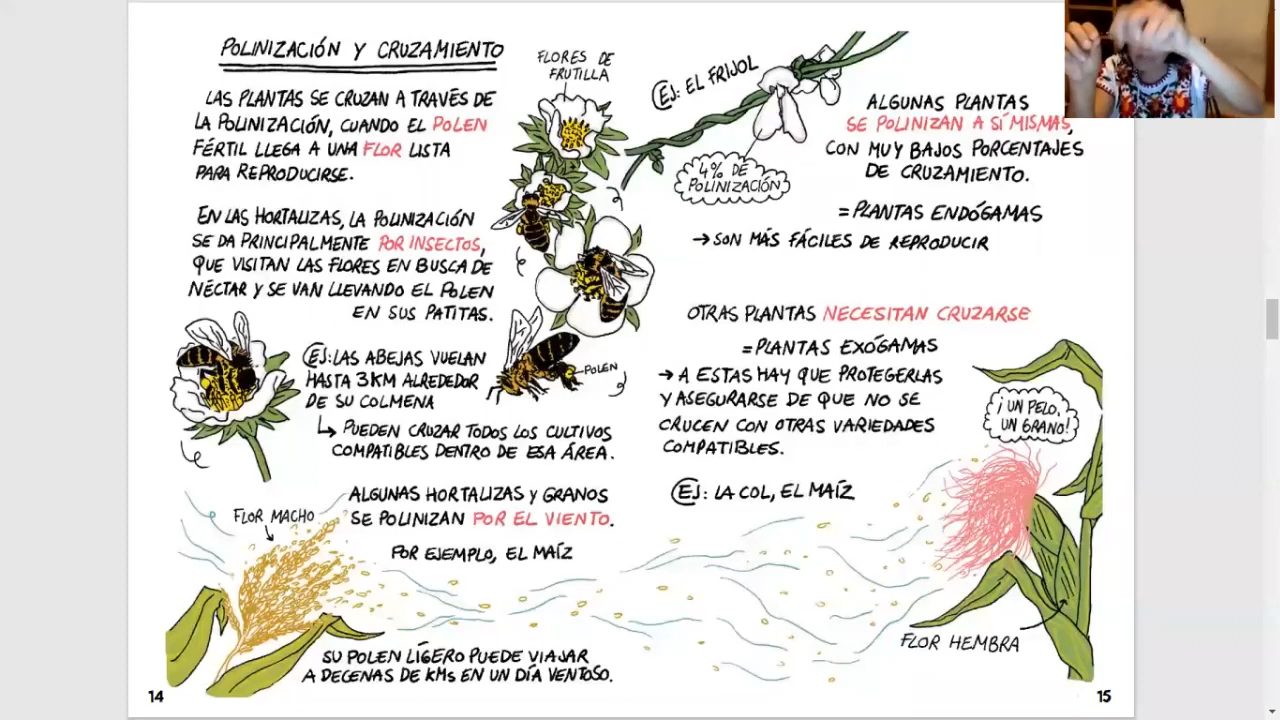 POLINIZACIÓN Y CRUZAMIENTO
LAS PLANTAS SE CRUZAN A TRAVÉS DE
LA POLINIZACIÓN, CUANDO EL POLEN
FÉRTIL LLEGA A UNA FLOR LISTA
PARA REPRODUCIRSE.
EN LAS HORTALIZAS, LA POLINIZACIÓN
SE DA PRINCIPALMENTE POR INSECTOS,
QUE VISITAN LAS FLORES EN BUSCA DE
NÉCTAR Y SE VAN LLEVANDO EL POLEN
EN SUS PATITAS.
FLORES DE
FRUTILLA
EJ: LAS ABEJAS VUELAN
HASTA 3KM ALREDEDOR
DE SU COLMENA
↳ PUEDEN CRUZAR TODOS LOS CULTIVOS
COMPATIBLES DENTRO DE ESA ÁREA.
POLEN
ALGUNAS HORTALIZAS Y GRANOS
SE POLINIZAN POR EL VIENTO.
POR EJEMPLO, EL MAÍZ
FLOR MACHO
SU POLEN LÍGERO PUEDE VIAJAR
A DECENAS DE KMS EN UN DÍA VENTOSO.
14
EJ: EL FRIJOL
4% DE
POLINIZACIÓN
ALGUNAS PLANTAS
SE POLINIZAN A SÍ MISMAS,
CON MUY BAJOS PORCENTAJES
DE CRUZAMIENTO.
= PLANTAS ENDÓGAMAS
→ SON MÁS FÁCILES DE REPRODUCIR
OTRAS PLANTAS NECESITAN CRUZARSE
= PLANTAS EXÓGAMAS
→ A ESTAS HAY QUE PROTEGERLAS
Y ASEGURARSE DE QUE NO SE
CRUCEN CON OTRAS VARIEDADES
COMPATIBLES.
EJ: LA COL, EL MAÍZ
¡UN PELO,
UN GRANO!
FLOR HEMBRA
15